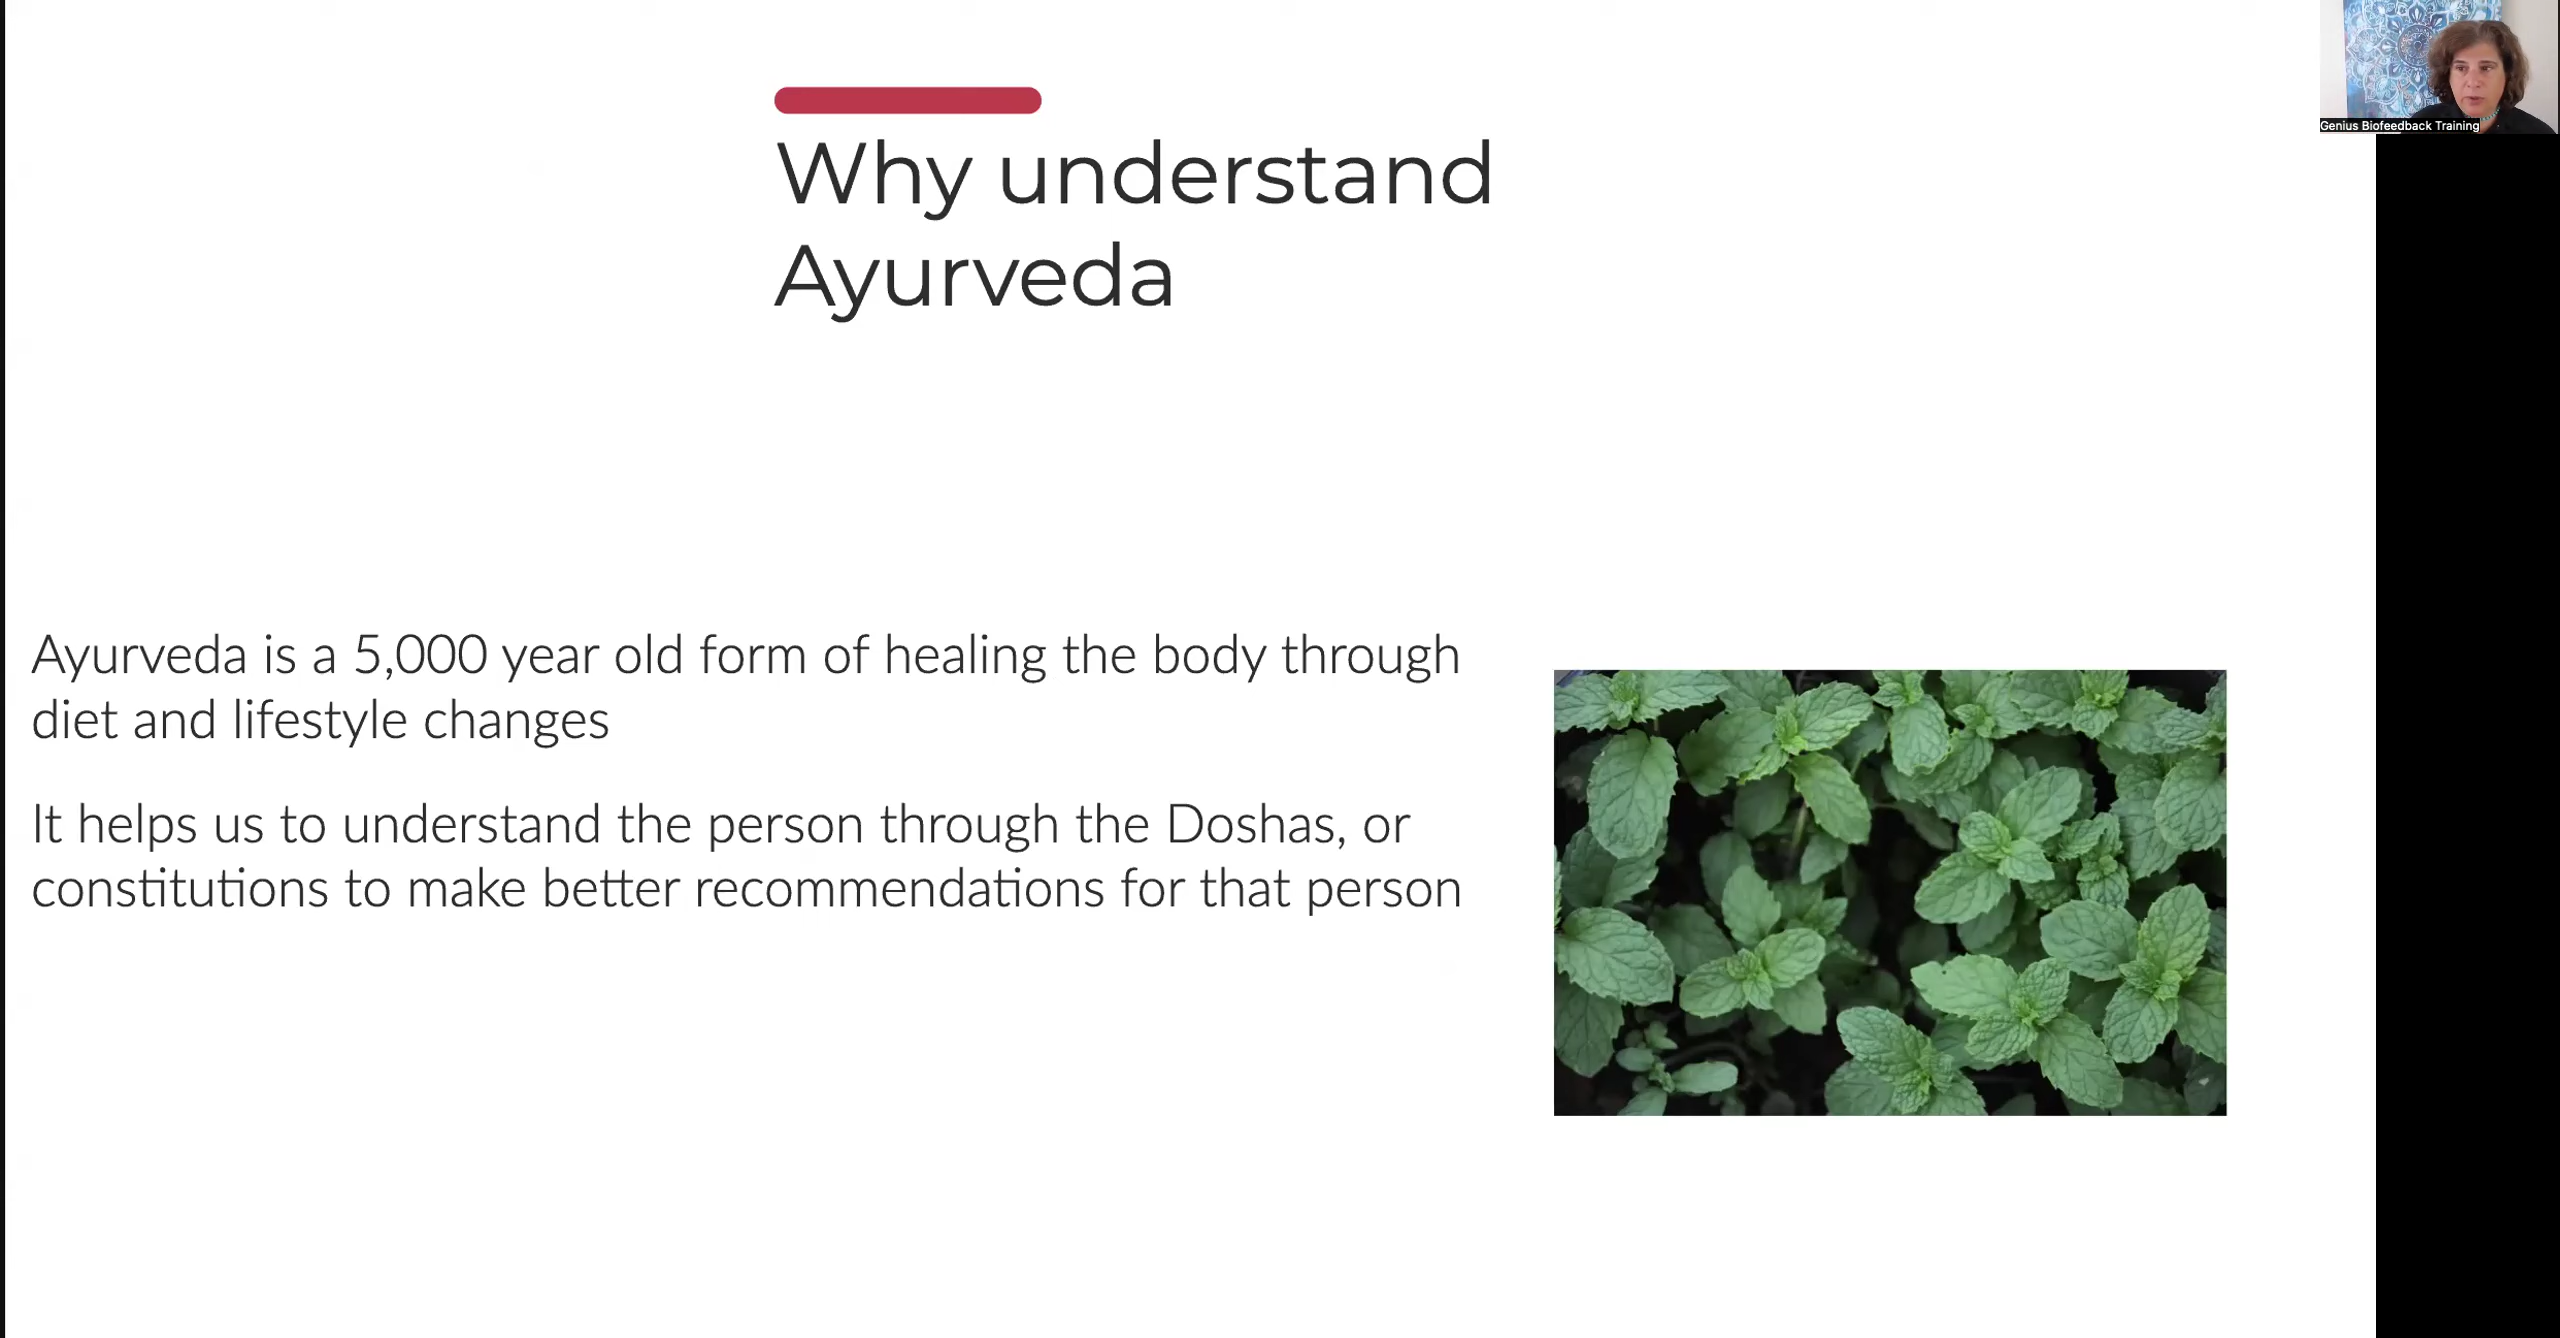 Genius Biofeedback Training
Why understand
Ayurveda
Ayurveda is a 5,000 year old form of healing the body through
diet and lifestyle changes
It helps us to understand the person through the Doshas, or
constitutions to make better recommendations for that person